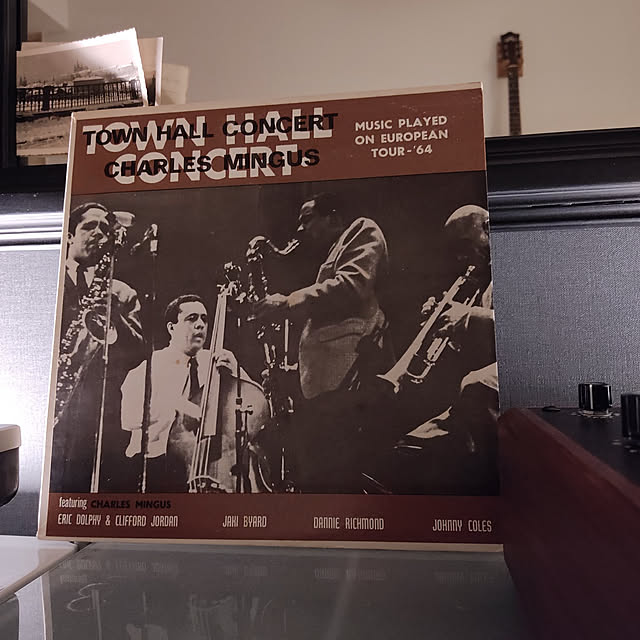 TOWN HALL CONCERT
CHARLES MINGUS
TOWN HALL
CONCERT
MUSIC PLAYED
ON EUROPEAN
TOUR-'64
featuring CHARLES MINGUS
ERIC DOLPHY & CLIFFORD JORDAN JAKI BYARD DANNIE RICHMOND JOHNNY COLES